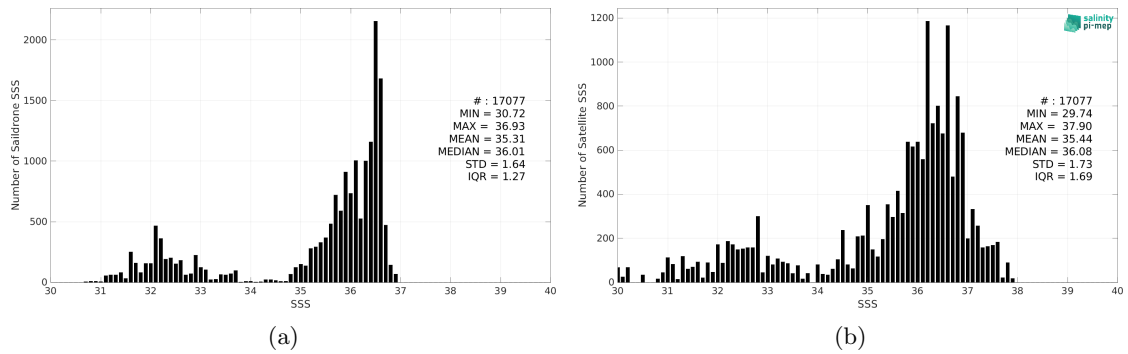 Number of Saildrone SSS
2000
1500
1000
500
0
30 31 32 33 34 35 36 37 38 39 40
SSS
# : 17077
MIN = 30.72
MAX = 36.93
MEAN = 35.31
MEDIAN = 36.01
STD = 1.64
IQR = 1.27
(a)
Number of Satellite SSS
1200
1000
800
600
400
200
0
30 31 32 33 34 35 36 37 38 39 40
SSS
salinity
pi-mep
# : 17077
MIN = 29.74
MAX = 37.90
MEAN = 35.44
MEDIAN = 36.08
STD = 1.73
IQR = 1.69
(b)